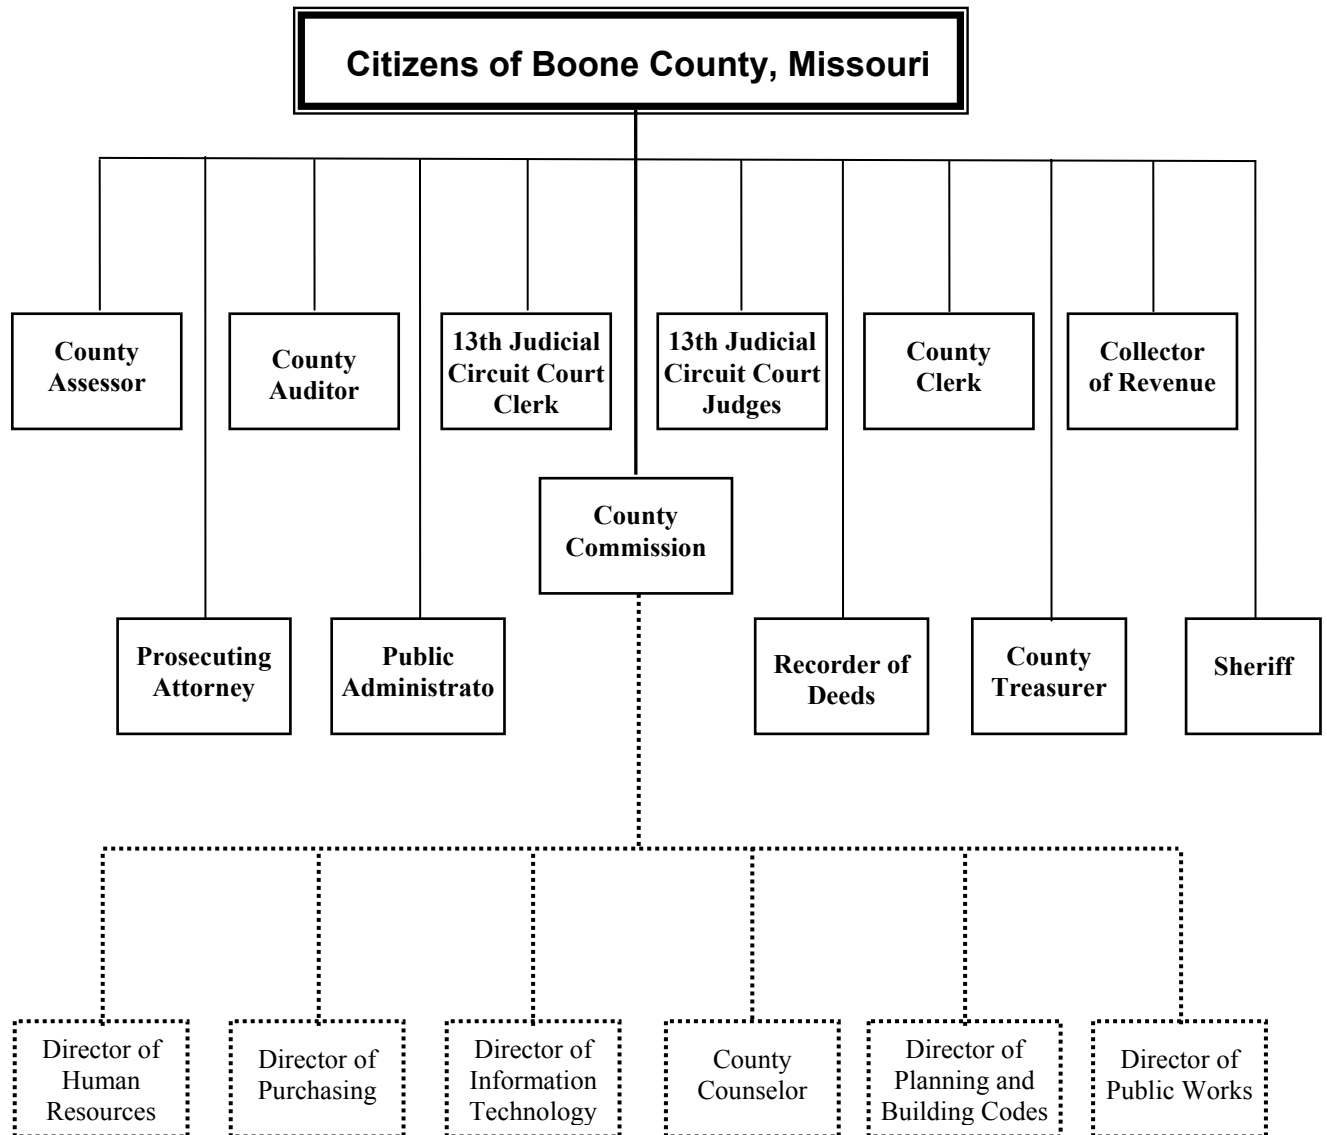 Citizens of Boone County, Missouri
County
Assessor
County
Auditor
13th Judicial
Circuit Court
Clerk
13th Judicial
Circuit Court
Judges
County
Clerk
Collector
of Revenue
County
Commission
Prosecuting
Attorney
Public
Administrato
Recorder of
Deeds
County
Treasurer
Sheriff
Director of
Human
Resources
Director of
Purchasing
Director of
Information
Technology
County
Counselor
Director of
Planning and
Building Codes
Director of
Public Works